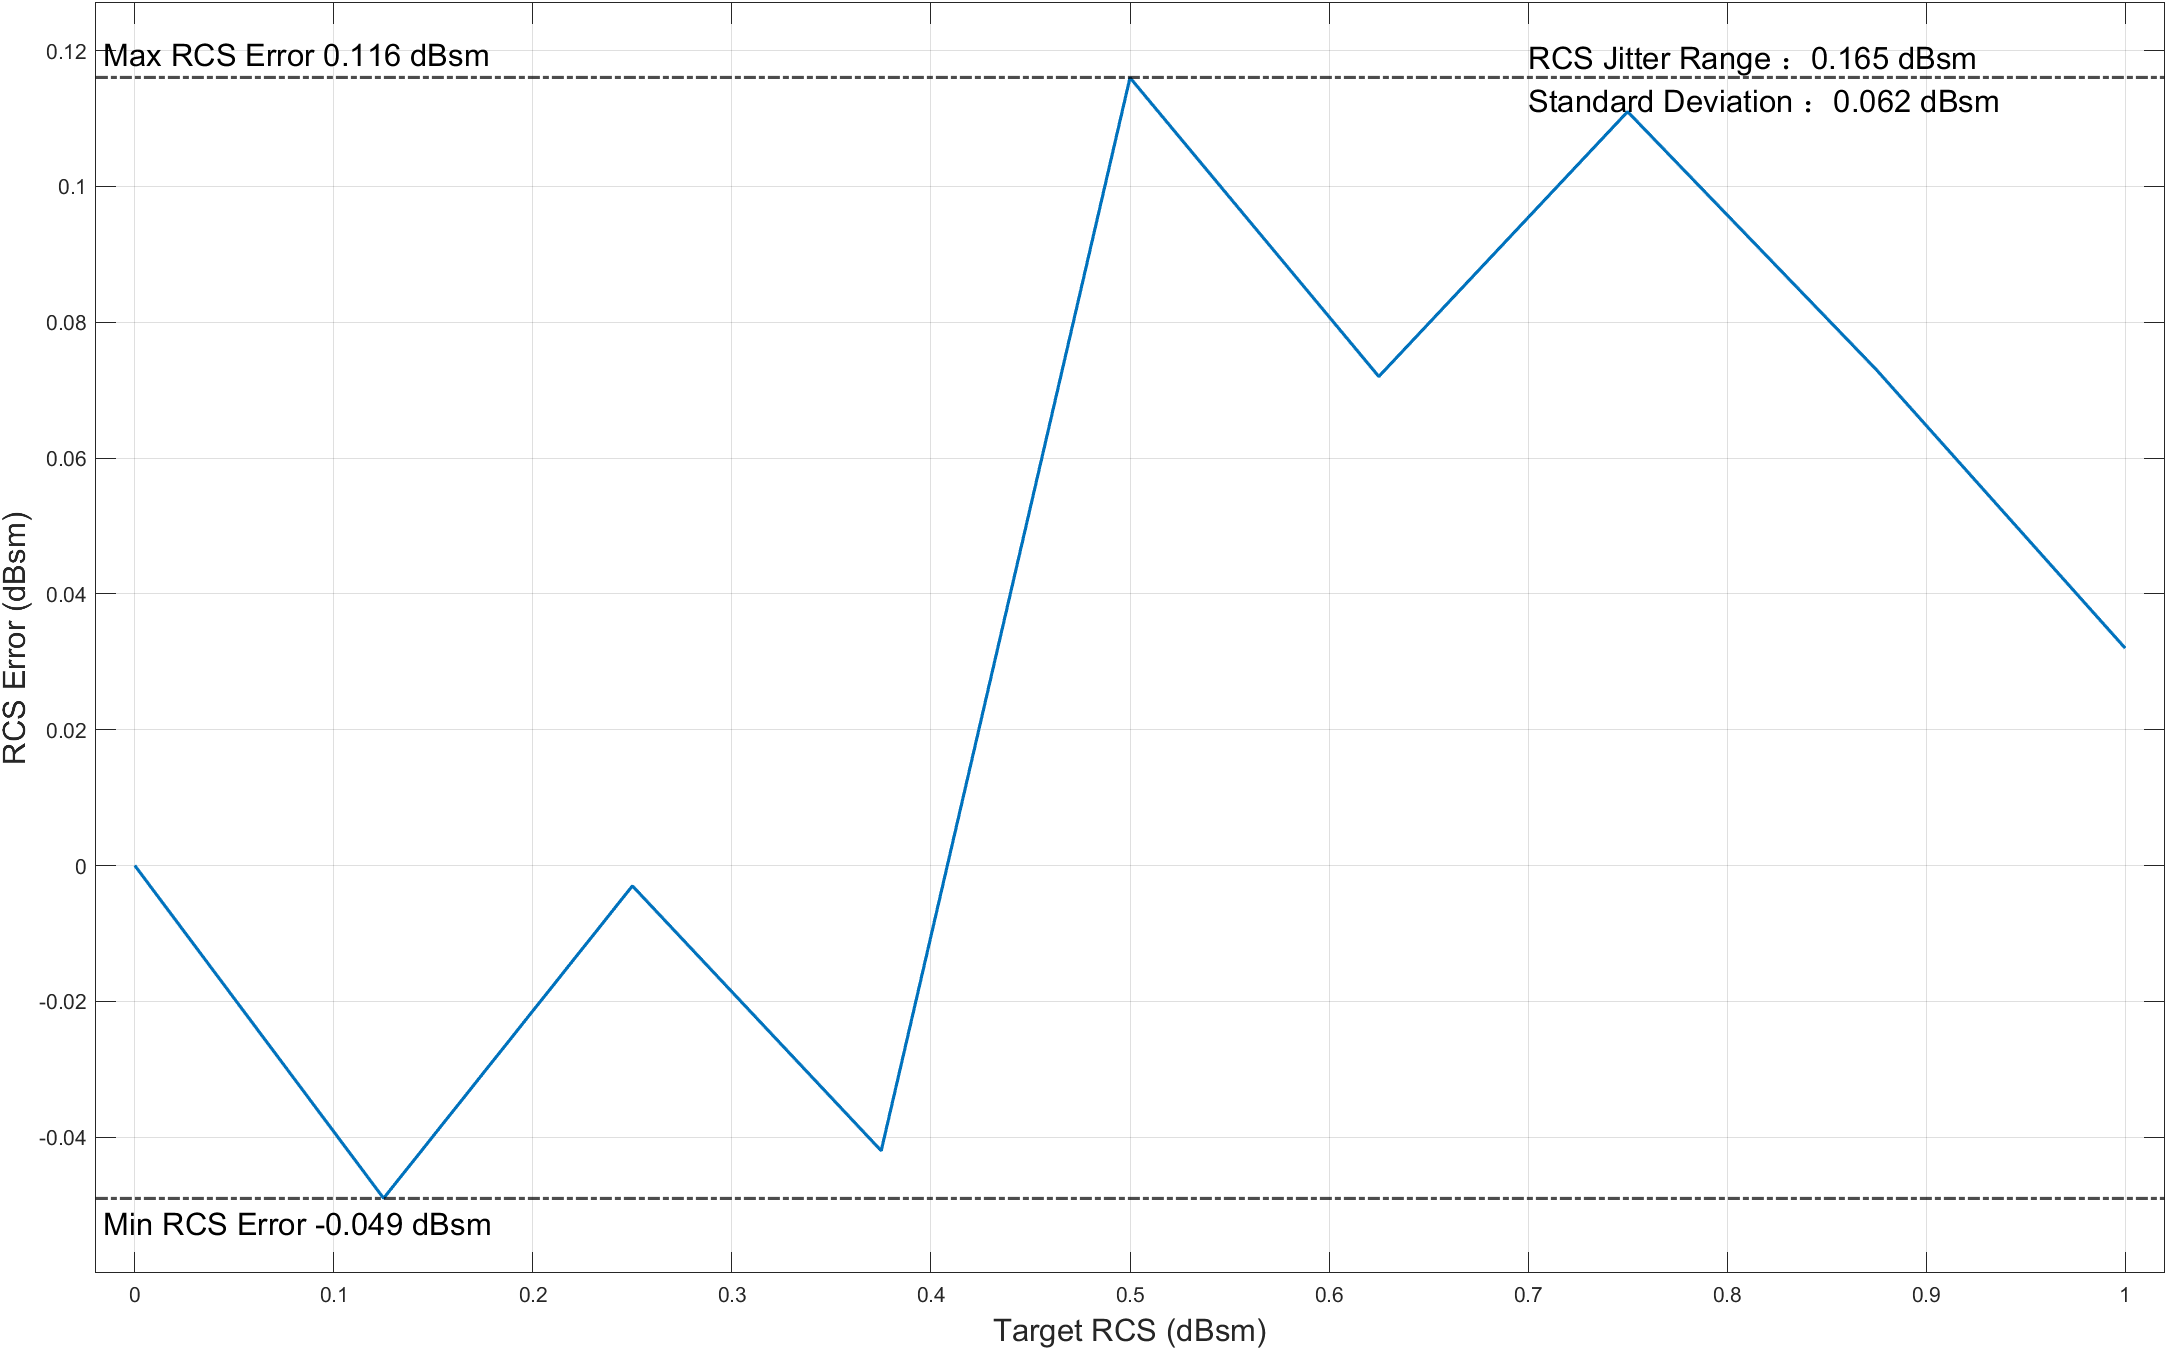 0.12
Max RCS Error 0.116 dBsm
RCS Jitter Range ：0.165 dBsm
Standard Deviation ：0.062 dBsm
0.1
0.08
0.06
0.04
0.02
0
-0.02
-0.04
RCS Error (dBsm)
Min RCS Error -0.049 dBsm
0 0.1 0.2 0.3 0.4 0.5 0.6 0.7 0.8 0.9 1
Target RCS (dBsm)